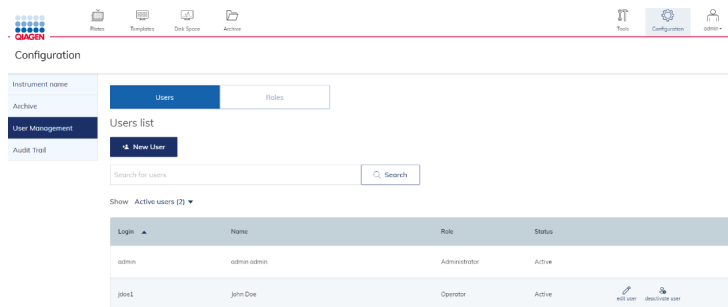 QIAGEN
Plates Templates Disk Space Archive Tools Configuration admin
Configuration
Instrument name
Archive
User Management
Audit Trail
Users Roles
Users list
New User
Search for users Search
Show Active users (2)
Login Name Role Status
admin admin admin Administrator Active
jdoe1 John Doe Operator Active edit user deactivate user